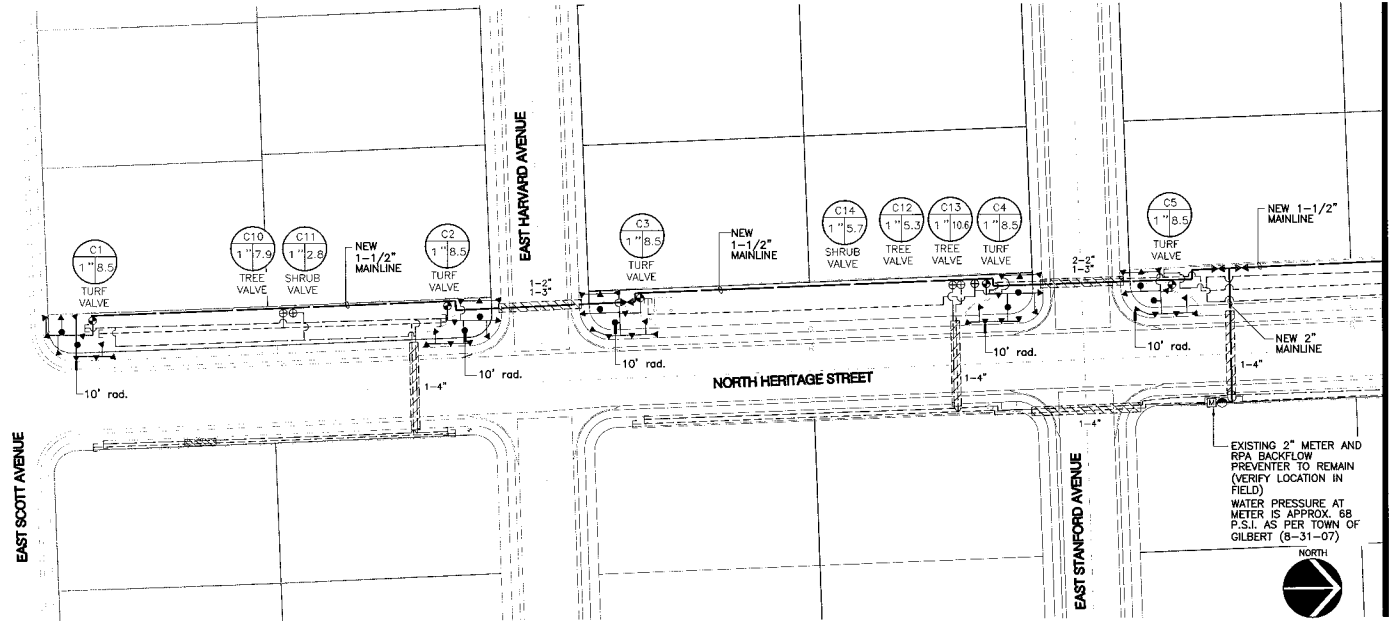 EAST HARVARD AVENUE
C1
1" 8.5
TURF
VALVE
C10
1" 7.9
TREE
VALVE
C11
1" 2.8
SHRUB
VALVE
NEW
1-1/2"
MAINLINE
C2
1" 8.5
TURF
VALVE
1-2"
1-3"
C3
1" 8.5
TURF
VALVE
NEW
1-1/2"
MAINLINE
C14
1" 5.7
SHRUB
VALVE
C12
1" 5.3
TREE
VALVE
C13
1" 10.6
TREE
VALVE
C4
1" 8.5
TURF
VALVE
2-2"
1-3"
C5
1" 8.5
TURF
VALVE
NEW 1-1/2"
MAINLINE
NEW 2"
MAINLINE
10' rad.
1-4"
10' rad.
10' rad.
NORTH HERITAGE STREET
1-4"
10' rad.
10' rad.
1-4"
1-4"
EAST SCOTT AVENUE
EAST STANFORD AVENUE
M
EXISTING 2" METER AND
RPA BACKFLOW
PREVENTER TO REMAIN
(VERIFY LOCATION IN
FIELD)
WATER PRESSURE AT
METER IS APPROX. 68
P.S.I. AS PER TOWN OF
GILBERT (8-31-07)
NORTH